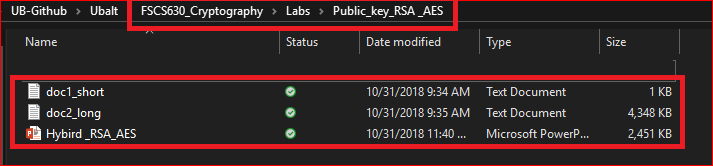 UB-Github > Ubalt > FSCS630_Cryptography > Labs > Public_key_RSA _AES
Name Status Date modified Type Size
doc1_short 10/31/2018 9:34 AM Text Document 1 KB
doc2_long 10/31/2018 9:35 AM Text Document 4,348 KB
Hybird _RSA_AES 10/31/2018 11:40 ... Microsoft PowerP... 2,451 KB